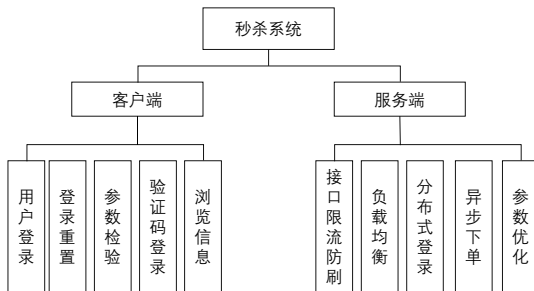 秒杀系统
客户端
服务端
用户登录
登录重置
参数检验
验证码登录
浏览信息
接口限流防刷
负载均衡
分布式登录
异步下单
参数优化